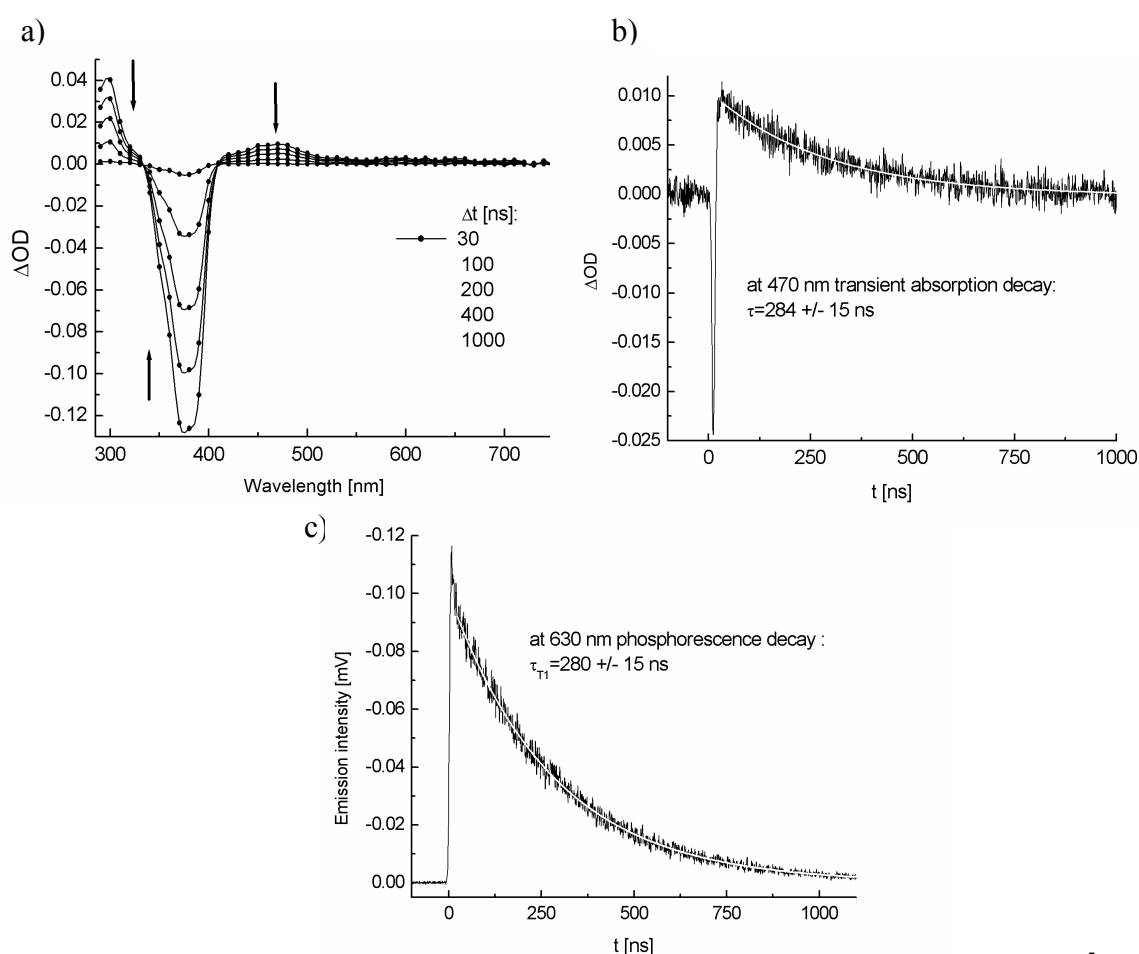 a)
0.04
0.02
0.00
-0.02
-0.04
-0.06
-0.08
-0.10
-0.12
ΔOD
Δt [ns]:
30
100
200
400
1000
300 400 500 600 700
Wavelength [nm]
b)
0.010
0.005
0.000
-0.005
-0.010
-0.015
-0.020
-0.025
ΔOD
at 470 nm transient absorption decay:
τ=284 +/- 15 ns
0 250 500 750 1000
t [ns]
c)
-0.12
-0.10
-0.08
-0.06
-0.04
-0.02
0.00
Emission intensity [mV]
at 630 nm phosphorescence decay :
τT1=280 +/- 15 ns
0 250 500 750 1000
t [ns]